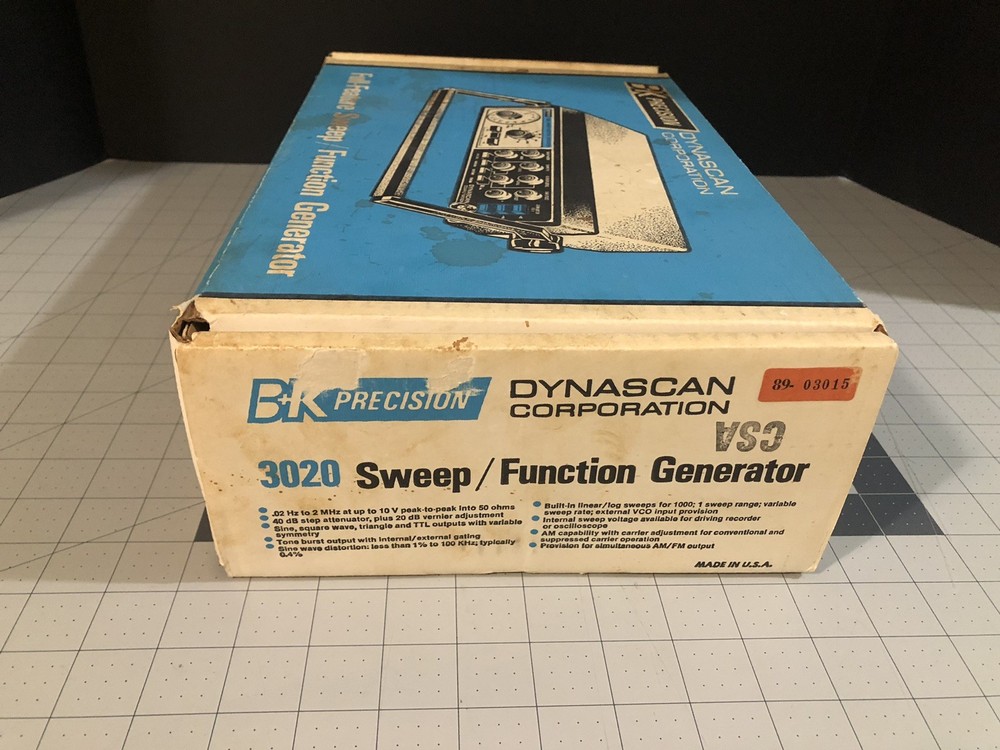 Full-Feature Sweep/Function Generator
B+K PRECISION
DYNASCAN
CORPORATION
B+K PRECISION
DYNASCAN
CORPORATION
89- 03015
CSA
3020 Sweep/Function Generator
.02 Hz to 2 MHz at up to 10 V peak-to-peak into 50 ohms
40 dB step attenuator, plus 20 dB vernier adjustment
Sine, square wave, triangle and TTL outputs with variable
symmetry
Tone burst output with internal/external gating
Sine wave distortion: less than 1% to 100 KHz, typically
0.4%
Built-in linear/log sweeps for 1000; 1 sweep range; variable
sweep rate; external VCO input provision
Internal sweep voltage available for driving recorder
or oscilloscope
AM capability with carrier adjustment for conventional and
suppressed carrier operation
Provision for simultaneous AM/FM output
MADE IN U.S.A.